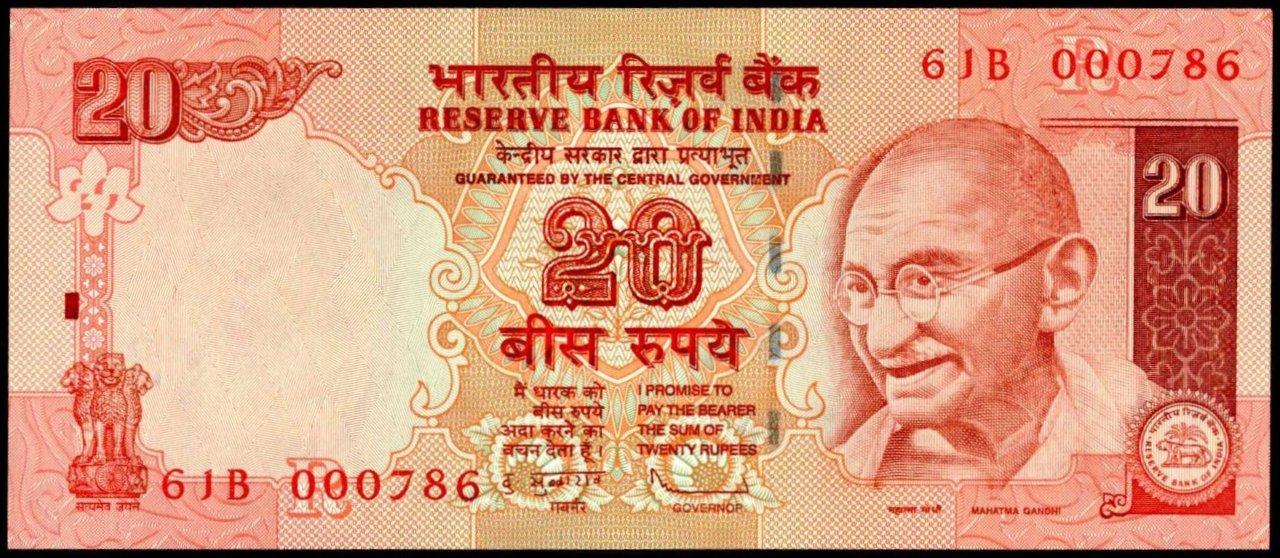 20
भारतीय रिज़र्व बैंक
RESERVE BANK OF INDIA
6JB 000786
केन्द्रीय सरकार द्वारा प्रत्याभूत
GUARANTEED BY THE CENTRAL GOVERNMENT
20
20
बीस रुपये
मैं धारक को
बीस रुपये
अदा करने का
वचन देता हूँ ।
I PROMISE TO
PAY THE BEARER
THE SUM OF
TWENTY RUPEES
R
R
6JB 000786
सत्यमेव जयते
गवर्नर
GOVERNOR
महात्मा गांधी
MAHATMA GANDHI
भारतीय रिज़र्व बैंक
RESERVE BANK OF INDIA